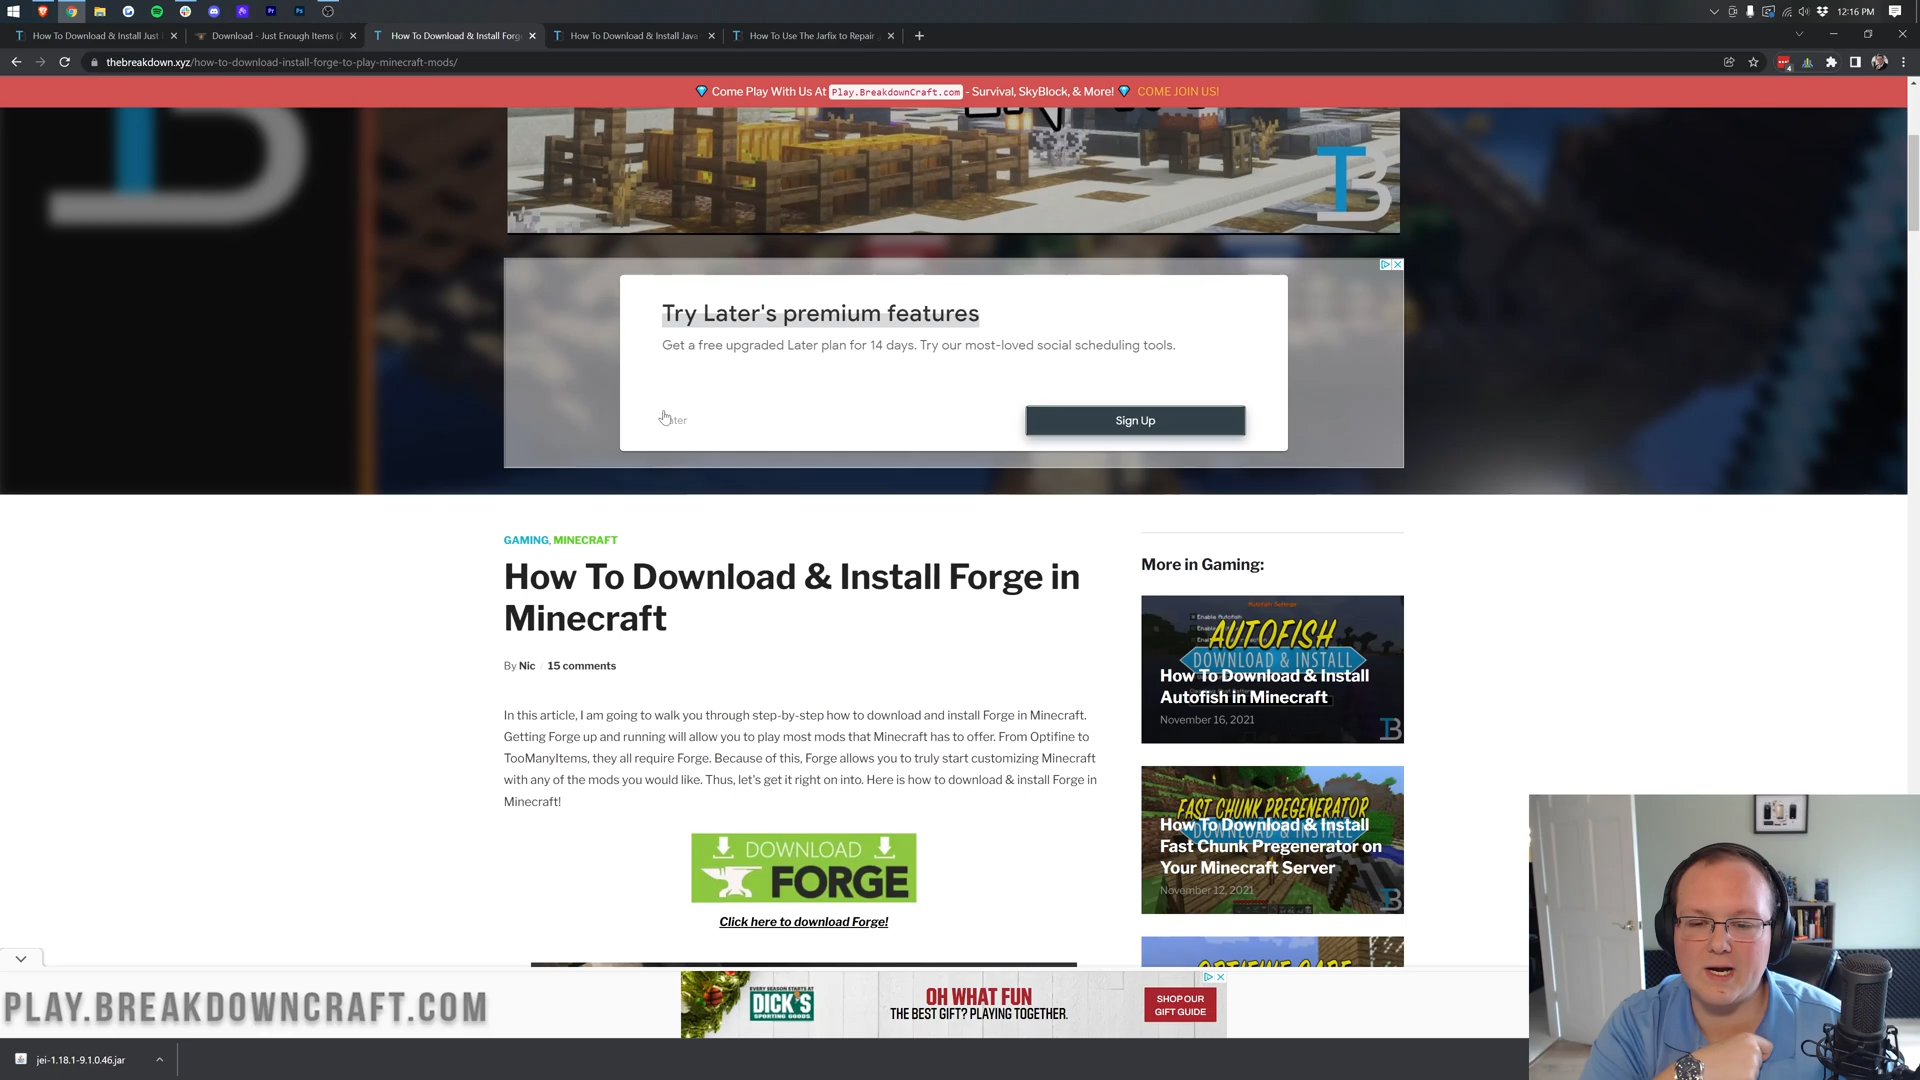 12:16 PM
How To Download & Install Just
Download - Just Enough Items (J
How To Download & Install Forg
How To Download & Install Java
How To Use The Jarfix to Repair
thebreakdown.xyz/how-to-download-install-forge-to-play-minecraft-mods/
Come Play With Us At Play.BreakdownCraft.com - Survival, SkyBlock, & More! COME JOIN US!
TB
Try Later's premium features
Get a free upgraded Later plan for 14 days. Try our most-loved social scheduling tools.
Sign Up
GAMING, MINECRAFT
How To Download & Install Forge in
Minecraft
By Nic / 15 comments
In this article, I am going to walk you through step-by-step how to download and install Forge in Minecraft.
Getting Forge up and running will allow you to play most mods that Minecraft has to offer. From Optifine to
TooManyItems, they all require Forge. Because of this, Forge allows you to truly start customizing Minecraft
with any of the mods you would like. Thus, let's get it right on into. Here is how to download & install Forge in
Minecraft!
DOWNLOAD
FORGE
Click here to download Forge!
More in Gaming:
Autofish Settings
AUTOFISH
DOWNLOAD & INSTALL
How To Download & Install
Autofish in Minecraft
November 16, 2021
FAST CHUNK PREGENERATOR
DOWNLOAD & INSTALL
How To Download & Install
Fast Chunk Pregenerator on
Your Minecraft Server
November 12, 2021
PLAY.BREAKDOWNCRAFT.COM
EVERY SEASON STARTS AT
DICK'S
SPORTING GOODS
OH WHAT FUN
THE BEST GIFT? PLAYING TOGETHER.
SHOP OUR
GIFT GUIDE
jei-1.18.1-9.1.0.46.jar